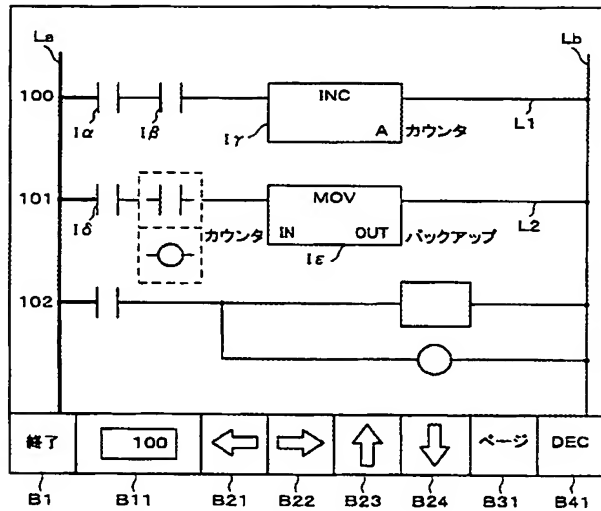 La Lb
100 INC
Iα Iβ Iγ A カウンタ L1
101 MOV
Iδ カウンタ IN OUT バックアップ L2
Iε
102
終了 100 ページ DEC
B1 B11 B21 B22 B23 B24 B31 B41